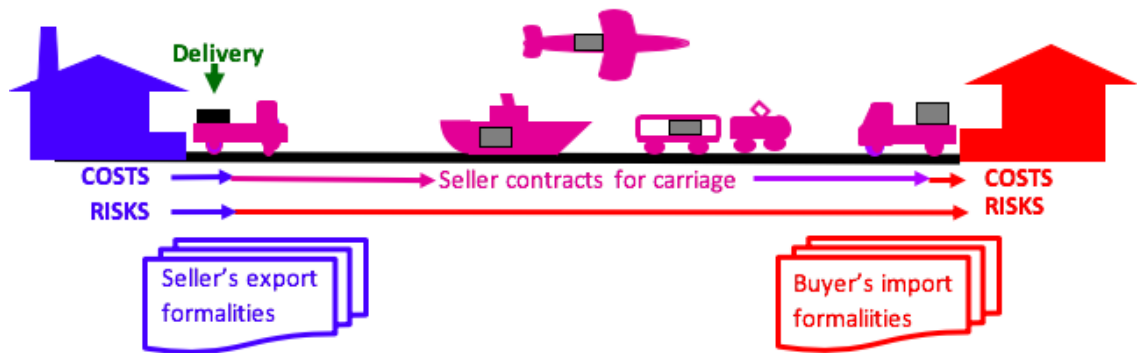 Delivery
COSTS Seller contracts for carriage COSTS
RISKS RISKS
Seller's export
formalities
Buyer's import
formaliities